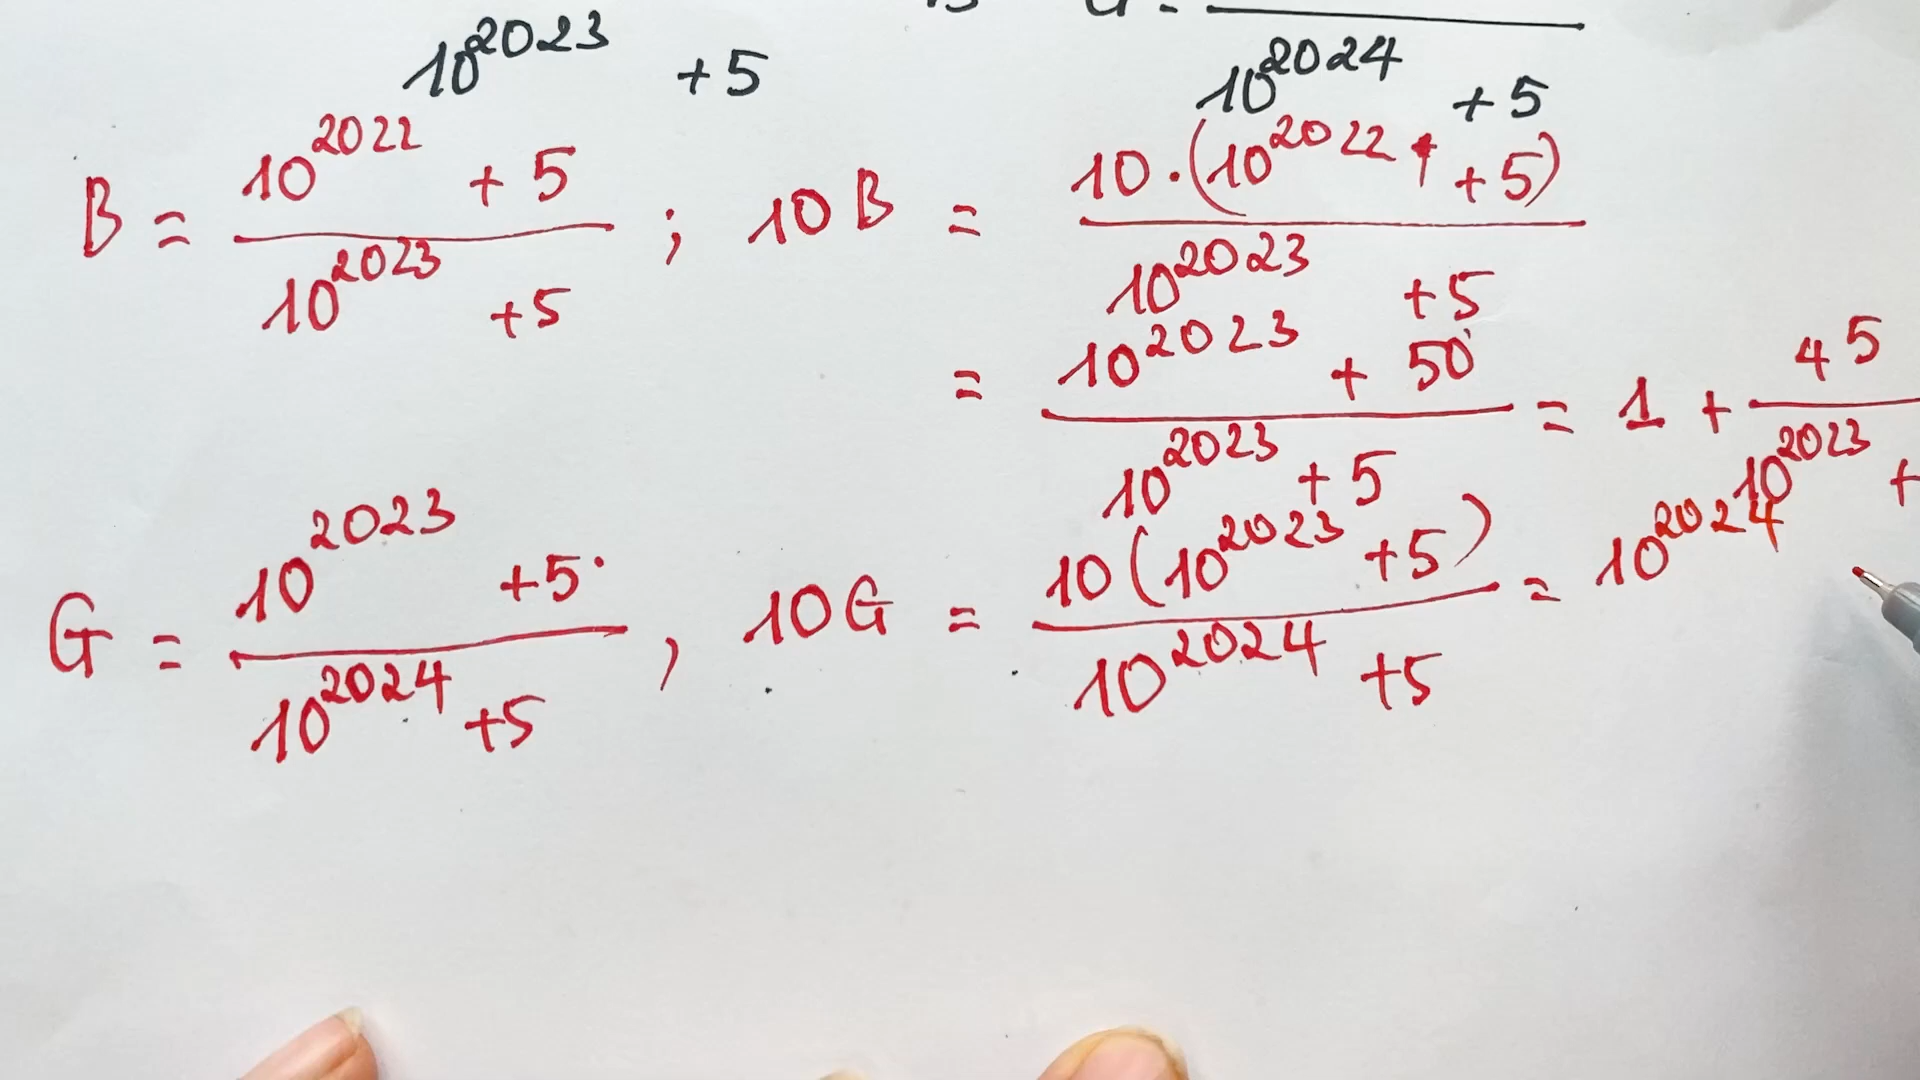 10^2023 + 5
10^2024 + 5
B = (10^2022 + 5)/(10^2023 + 5) ; 10B = (10.(10^2022 + 5))/(10^2023 + 5)
= (10^2023 + 50)/(10^2023 + 5) = 1 + 45/(10^2023 +
G = (10^2023 + 5)/(10^2024 + 5) , 10G = (10(10^2023 + 5))/(10^2024 + 5) = 10^2024